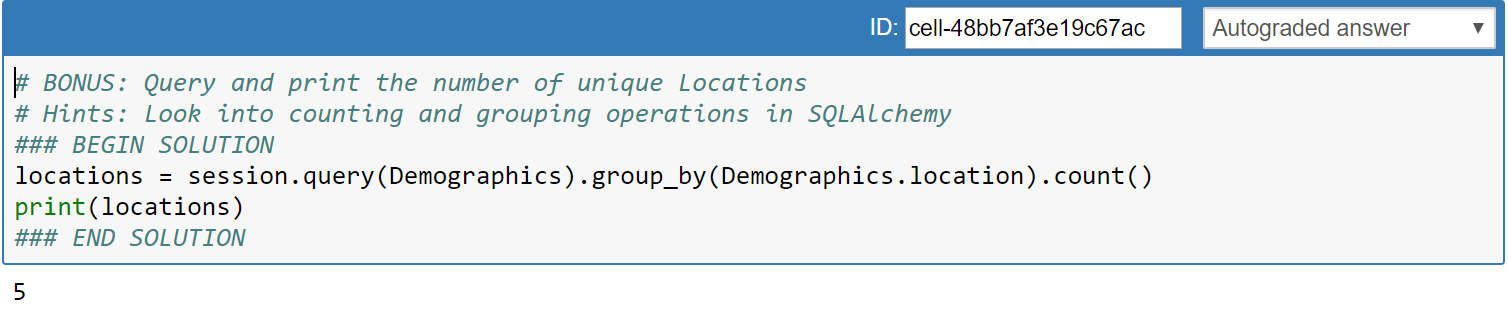 ID: cell-48bb7af3e19c67ac Autograded answer
# BONUS: Query and print the number of unique Locations
# Hints: Look into counting and grouping operations in SQLAlchemy
### BEGIN SOLUTION
locations = session.query(Demographics).group_by(Demographics.location).count()
print(locations)
### END SOLUTION
5